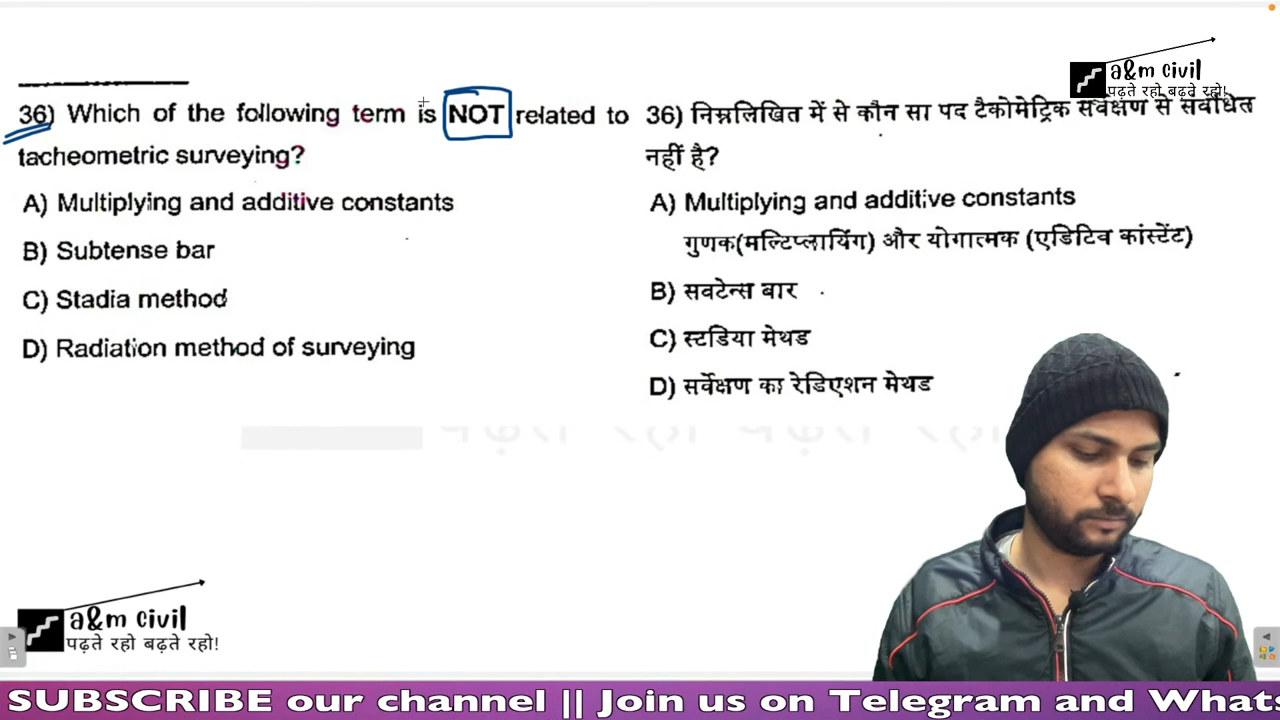 a&m civil
पढ़ते रहो बढ़ते रहो!
36) Which of the following term is NOT related to
tacheometric surveying?
A) Multiplying and additive constants
B) Subtense bar
C) Stadia method
D) Radiation method of surveying
36) निम्नलिखित में से कौन सा पद टैकोमेट्रिक सर्वेक्षण से संबंधित
नहीं है?
A) Multiplying and additive constants
गुणक(मल्टिप्लायिंग) और योगात्मक (एडिटिव कांस्टेंट)
B) सवटेन्स बार
C) स्टडिया मेथड
D) सर्वेक्षण का रेडिएशन मेथड
a&m civil
पढ़ते रहो बढ़ते रहो!
SUBSCRIBE our channel || Join us on Telegram and Whats